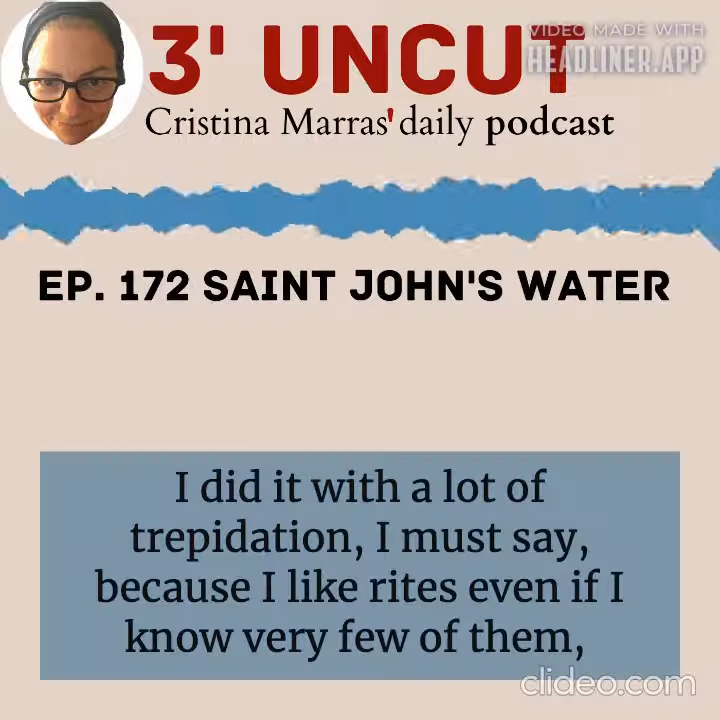 VIDEO MADE WITH
HEADLINER.APP
3' UNCUT
Cristina Marras'daily podcast
EP. 172 SAINT JOHN'S WATER
I did it with a lot of
trepidation, I must say,
because I like rites even if I
know very few of them,
clideo.com